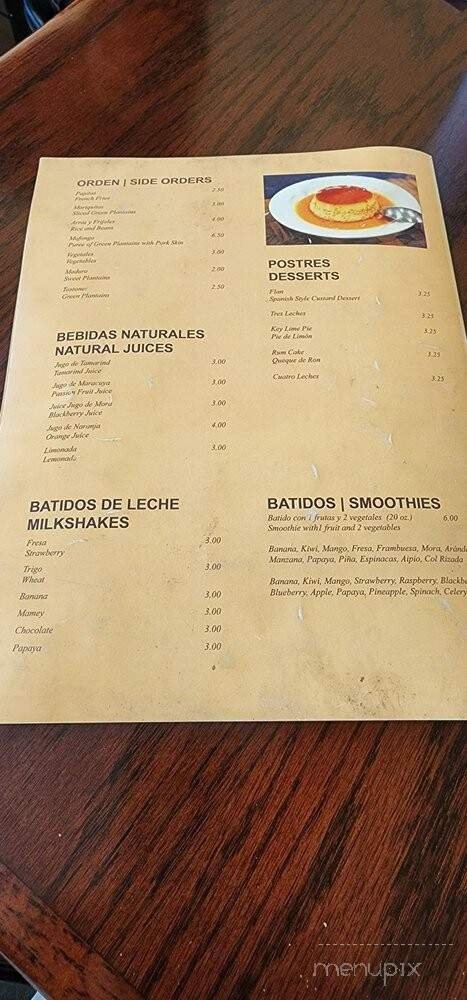 ORDEN | SIDE ORDERS
Papitas 2.50
French Fries
Mariquitas 3.00
Sliced Green Plantains
Arroz y Frijoles 4.00
Rice and Beans
Mofongo 6.50
Puree of Green Plantains with Pork Skin
Vegetales 3.00
Vegetables
Maduro 2.00
Sweet Plantains
Tostones 2.50
Green Plantains
BEBIDAS NATURALES
NATURAL JUICES
Jugo de Tamarind 3.00
Tamarind Juice
Jugo de Maracuya 3.00
Passion Fruit Juice
Juice Jugo de Mora 3.00
Blackberry Juice
Jugo de Naranja 4.00
Orange Juice
Limonada 3.00
Lemonada
BATIDOS DE LECHE
MILKSHAKES
Fresa 3.00
Strawberry
Trigo 3.00
Wheat
Banana 3.00
Mamey 3.00
Chocolate 3.00
Papaya 3.00
POSTRES
DESSERTS
Flan 3.25
Spanish Style Custard Dessert
Tres Leches 3.25
Key Lime Pie 3.25
Pie de Limón
Rum Cake 3.25
Queque de Ron
Cuatro Leches 3.25
BATIDOS | SMOOTHIES
Batido con 1 frutas y 2 vegetales (20 oz.) 6.00
Smoothie with1 fruit and 2 vegetables
Banana, Kiwi, Mango, Fresa, Frambuesa, Mora, Aránd
Manzana, Papaya, Piña, Espinacas, Aipio, Col Rizada
Banana, Kiwi, Mango, Strawberry, Raspberry, Blackbe
Blueberry, Apple, Papaya, Pineapple, Spinach, Celery
menupix